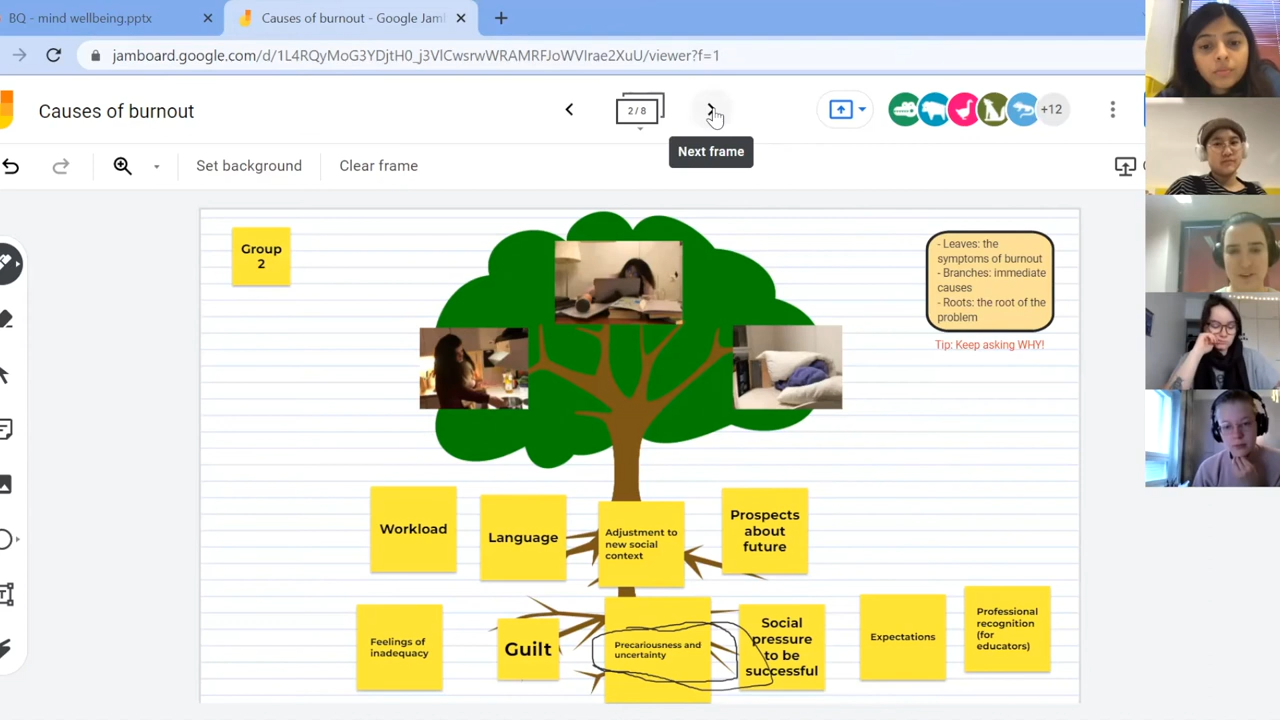 BQ - mind wellbeing.pptx
Causes of burnout - Google Jam
jamboard.google.com/d/1L4RQyMoG3YDjtH0_j3VlCwsrwWRAMRFJoWVIrae2XuU/viewer?f=1
Causes of burnout
2 / 8
+12
Next frame
Set background
Clear frame
Group
2
- Leaves: the
symptoms of burnout
- Branches: immediate
causes
- Roots: the root of the
problem
Tip: Keep asking WHY!
Workload
Language
Adjustment to
new social
context
Prospects
about
future
Feelings of
inadequacy
Guilt
Precariousness and
uncertainty
Social
pressure
to be
successful
Expectations
Professional
recognition
(for
educators)